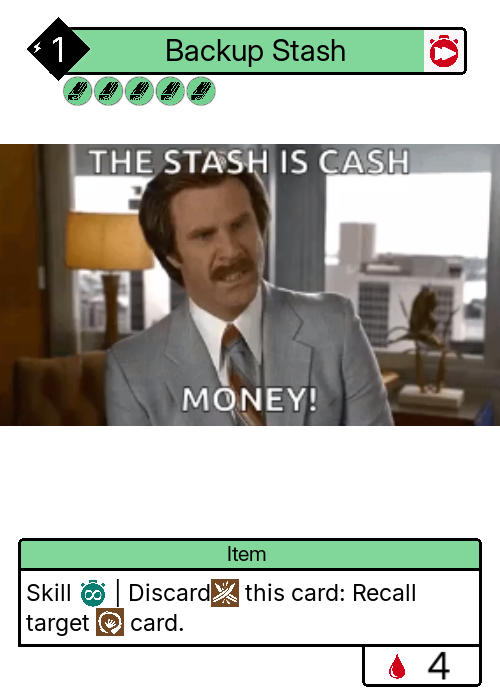 1
Backup Stash
THE STASH IS CASH
MONEY!
Item
Skill | Discard this card: Recall
target card.
4